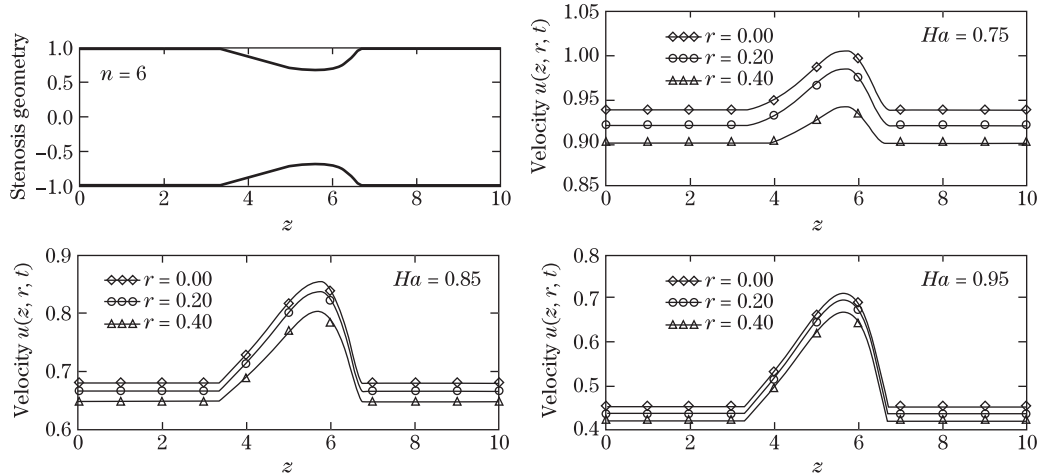 Stenosis geometry
1.0
0.5
0.0
−0.5
−1.0
n = 6
0 2 4 6 8 10
z
Velocity u(z, r, t)
1.05
1.00
0.95
0.90
0.85
r = 0.00
r = 0.20
r = 0.40
Ha = 0.75
0 1 2 3 4 5 6 7 8 9 10
z
Velocity u(z, r, t)
0.9
0.8
0.7
0.6
r = 0.00
r = 0.20
r = 0.40
Ha = 0.85
0 2 4 6 8 10
z
Velocity u(z, r, t)
0.8
0.7
0.6
0.5
0.4
r = 0.00
r = 0.20
r = 0.40
Ha = 0.95
0 2 4 6 8 10
z